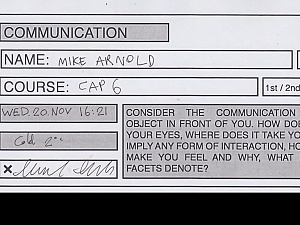 COMMUNICATION
NAME: MIKE ARNOLD
COURSE: CAP 6
1st / 2nd
WED. 20. NOV 16:21
Cold 2°C
CONSIDER THE COMMUNICATION
OBJECT IN FRONT OF YOU. HOW DOE
YOUR EYES, WHERE DOES IT TAKE YO
IMPLY ANY FORM OF INTERACTION, HO
MAKE YOU FEEL AND WHY, WHAT
FACETS DENOTE?